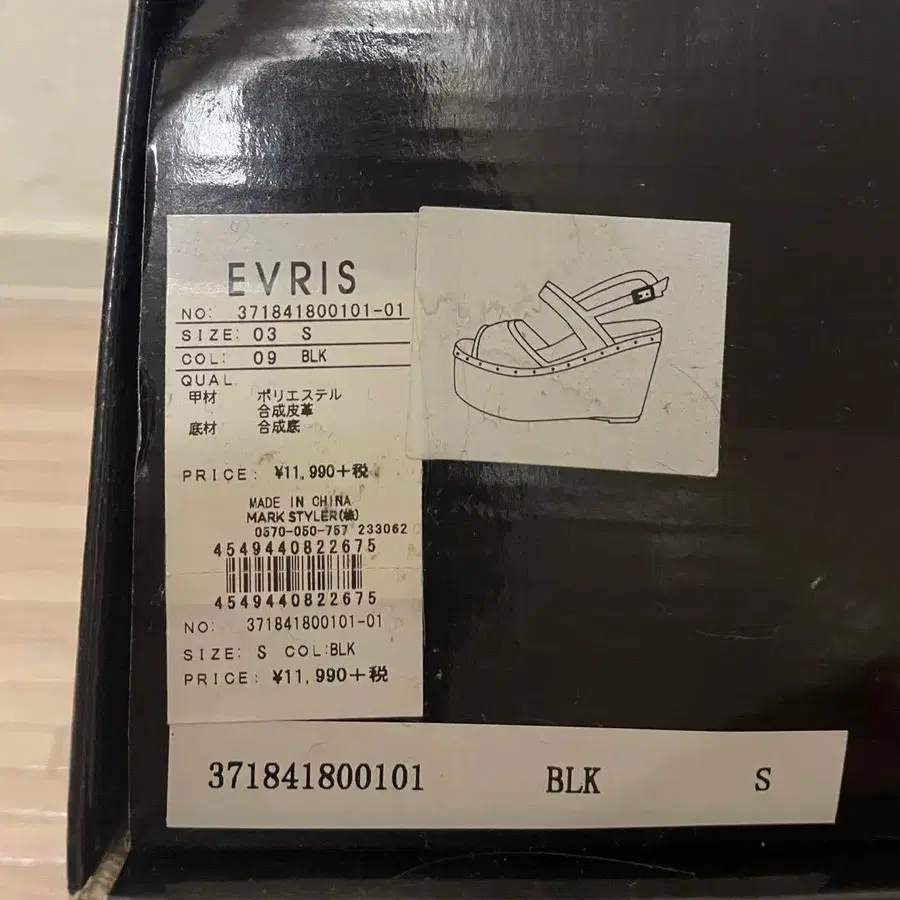 EVRIS
NO: 371841800101-01
SIZE: 03 S
COL: 09 BLK
QUAL.
甲材 ポリエステル
合成皮革
底材 合成底
PRICE: ¥11,990+税
MADE IN CHINA
MARK STYLER(株)
0570-050-757 233062
4549440822675
4549440822675
NO: 371841800101-01
SIZE: S COL:BLK
PRICE: ¥11,990+税
371841800101 BLK S